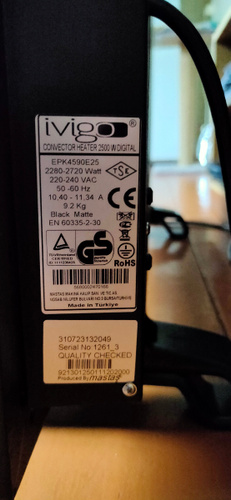 ivigo®
CONVECTOR HEATER 2500 W DIGITAL
EPK4590E25
2280-2720 Watt
220-240 VAC
50 -60 Hz
10,40 - 11,34 A
9.2 Kg
Black Matte
EN 60335-2-30
TSE
CE
GS
RoHS
Made in Türkiye
310723132049
Serial No:1261_3
QUALITY CHECKED
921301250111202000
Produced By mastaş